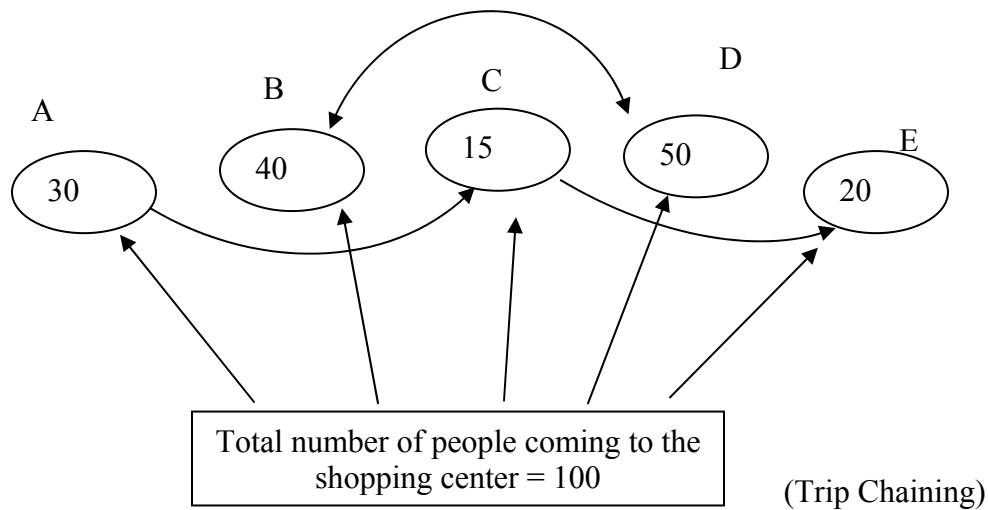 A
B
C
D
E
30
40
15
50
20
Total number of people coming to the
shopping center = 100
(Trip Chaining)